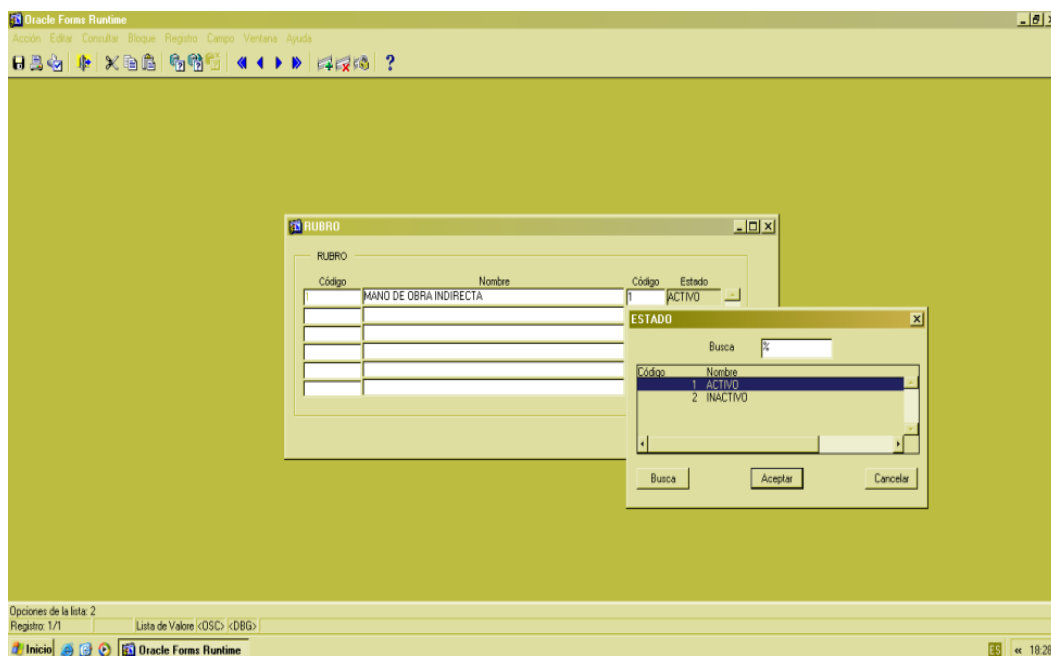 Oracle Forms Runtime
Acción Editar Consultar Bloque Registro Campo Ventana Ayuda
RUBRO
RUBRO
Código Nombre Código Estado
1 MANO DE OBRA INDIRECTA 1 ACTIVO
ESTADO
Busca %
Código Nombre
1 ACTIVO
2 INACTIVO
Busca Aceptar Cancelar
Opciones de la lista: 2
Registro: 1/1 Lista de Valore <OSC> <DBG>
Inicio Oracle Forms Runtime ES « 18:28